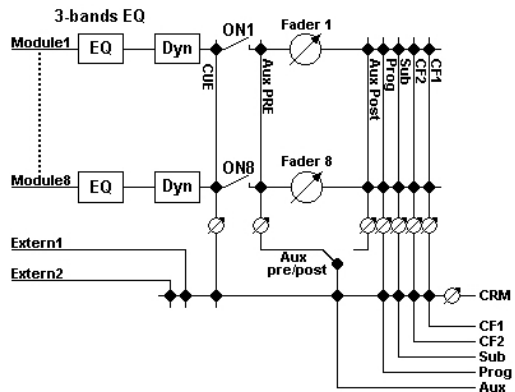 3-bands EQ
Module1
EQ
Dyn
CUE
ON1
Aux PRE
Fader 1
Aux Post
Prog
Sub
CF2
CF1
Module8
EQ
Dyn
ON8
Fader 8
Extern1
Extern2
Aux
pre/post
CRM
CF1
CF2
Sub
Prog
Aux